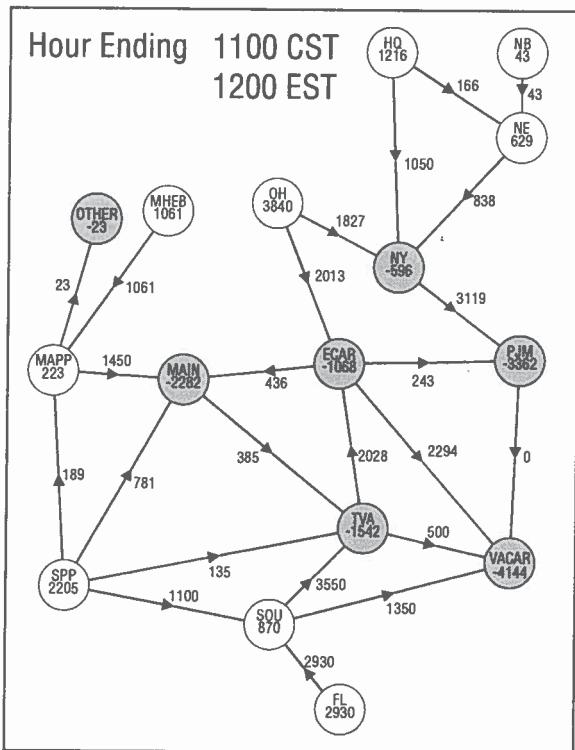 Hour Ending 1100 CST
1200 EST
HQ
1216
NB
43
166
43
NE
629
1050
838
OH
3840
1827
MHEB
1061
OTHER
-23
NY
-596
2013
3119
23
1061
MAPP
223
1450
MAIN
-2282
436
ECAR
-1068
243
PJM
-3362
189
781
385
2028
2294
0
TVA
-1542
500
VACAR
-4144
SPP
2205
135
1100
3550
1350
SOU
870
2930
FL
2930